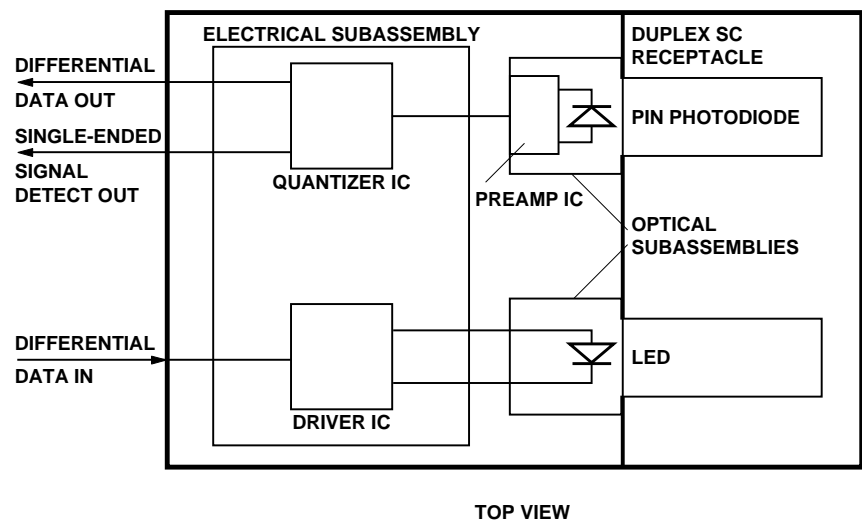 ELECTRICAL SUBASSEMBLY
DUPLEX SC
RECEPTACLE
DIFFERENTIAL
DATA OUT
SINGLE-ENDED
SIGNAL
DETECT OUT
QUANTIZER IC
PREAMP IC
PIN PHOTODIODE
OPTICAL
SUBASSEMBLIES
DIFFERENTIAL
DATA IN
DRIVER IC
LED
TOP VIEW